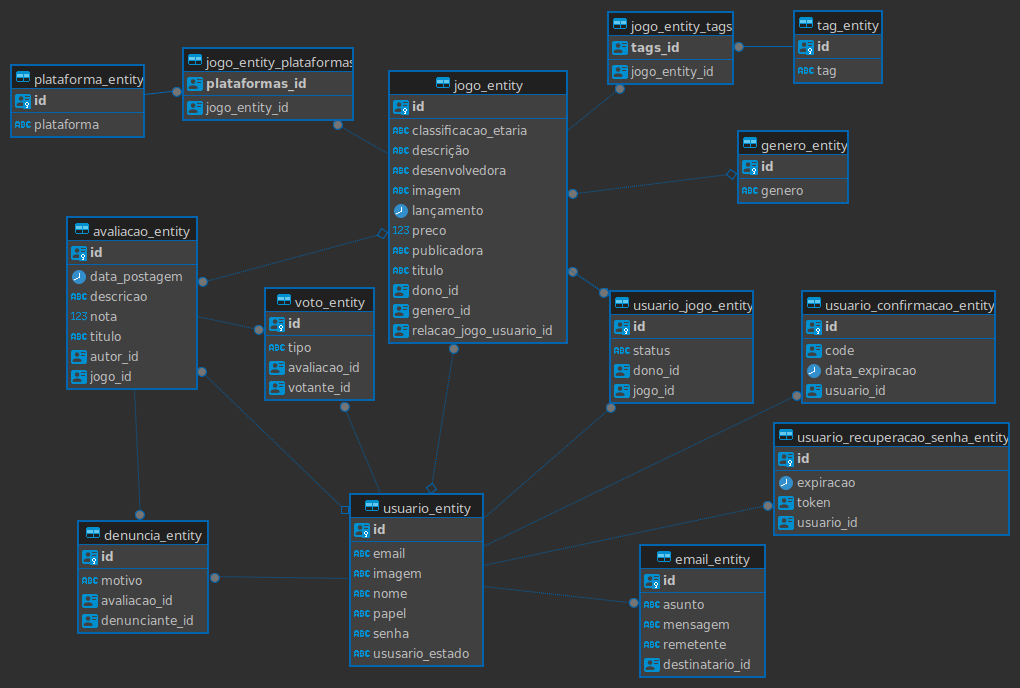 plataforma_entity
id
ABC plataforma
jogo_entity_plataformas
plataformas_id
jogo_entity_id
jogo_entity
id
ABC classificacao_etaria
ABC descrição
ABC desenvolvedora
ABC imagem
lançamento
123 preco
ABC publicadora
ABC titulo
dono_id
genero_id
relacao_jogo_usuario_id
jogo_entity_tags
tags_id
jogo_entity_id
tag_entity
id
ABC tag
genero_entity
id
ABC genero
avaliacao_entity
id
data_postagem
ABC descricao
123 nota
ABC titulo
autor_id
jogo_id
voto_entity
id
ABC tipo
avaliacao_id
votante_id
usuario_jogo_entity
id
ABC status
dono_id
jogo_id
usuario_confirmacao_entity
id
code
data_expiracao
usuario_id
usuario_recuperacao_senha_entity
id
expiracao
token
usuario_id
denuncia_entity
id
ABC motivo
avaliacao_id
denunciante_id
usuario_entity
id
ABC email
ABC imagem
ABC nome
ABC papel
ABC senha
ABC ususario_estado
email_entity
id
ABC asunto
ABC mensagem
ABC remetente
destinatario_id